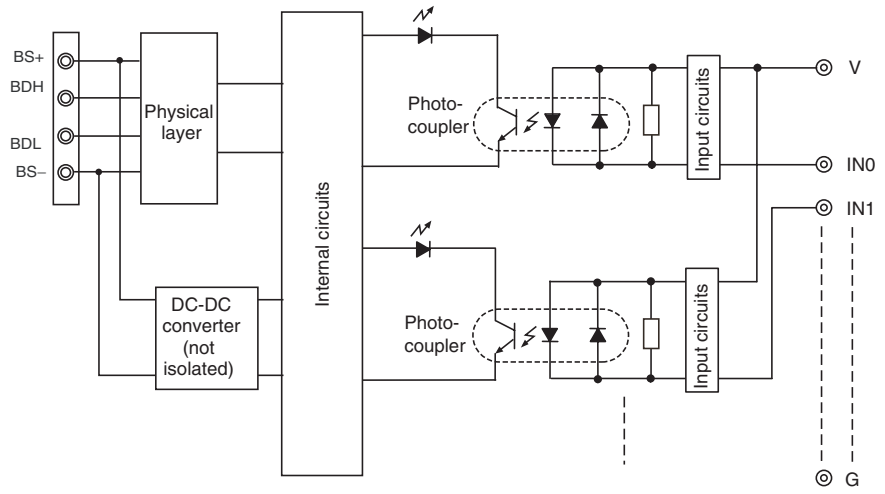 BS+
BDH
BDL
BS–
Physical
layer
DC-DC
converter
(not
isolated)
Internal circuits
Photo-
coupler
Input circuits
V
IN0
IN1
Photo-
coupler
Input circuits
G